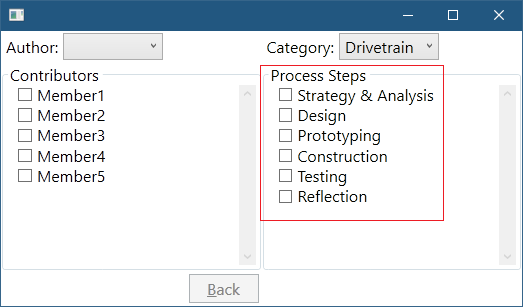 Author: Category: Drivetrain
Contributors
Member1
Member2
Member3
Member4
Member5
Process Steps
Strategy & Analysis
Design
Prototyping
Construction
Testing
Reflection
Back